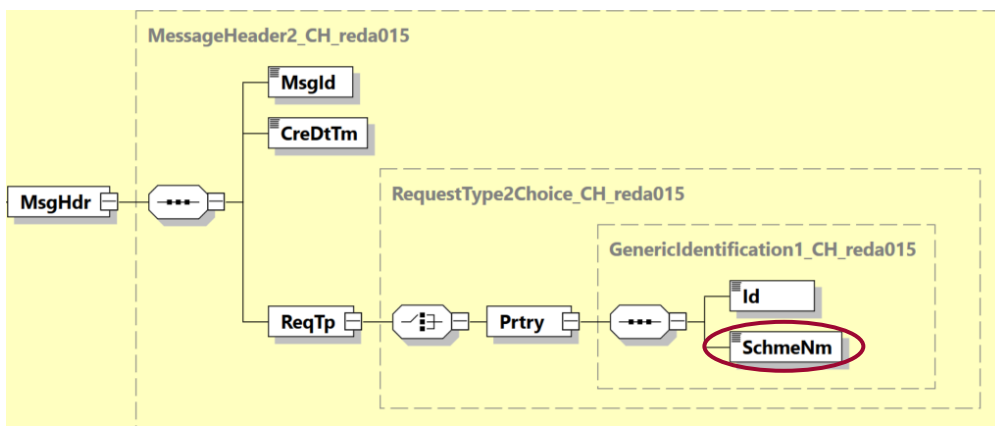 MessageHeader2_CH_reda015
MsgId
CreDtTm
MsgHdr
RequestType2Choice_CH_reda015
GenericIdentification1_CH_reda015
Id
ReqTp
Prtry
SchmeNm